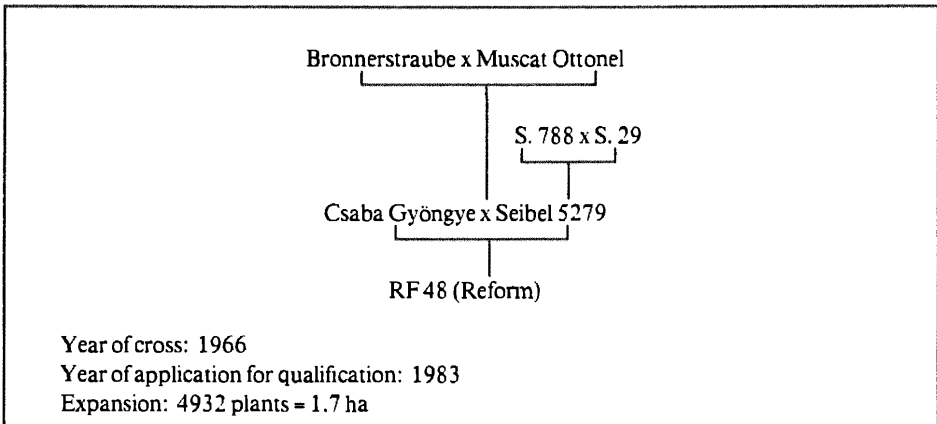 Bronnerstraube x Muscat Ottonel
S. 788 x S. 29
Csaba Gyöngye x Seibel 5279
RF 48 (Reform)
Year of cross: 1966
Year of application for qualification: 1983
Expansion: 4932 plants = 1.7 ha